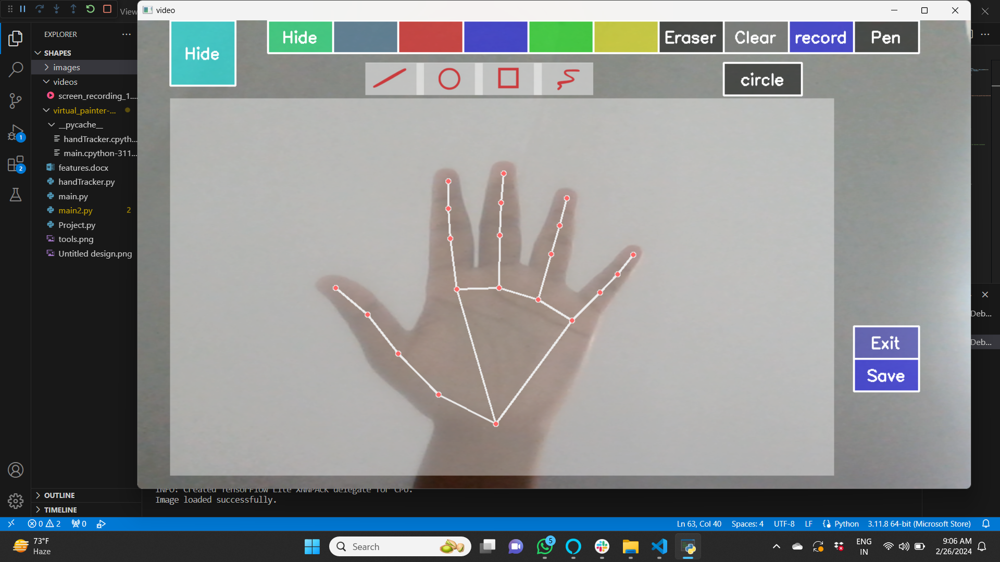 View
video
EXPLORER
SHAPES
images
videos
screen_recording_1....
virtual_painter-...
__pycache__
handTracker.cpyth...
main.cpython-311...
features.docx
handTracker.py
main.py
main2.py 2
Project.py
tools.png
Untitled design.png
1
2
Hide
Hide
Eraser
Clear
record
Pen
circle
Exit
Save
Deb...
Deb...
OUTLINE
TIMELINE
INFO: Created TensorFlow Lite XNNPACK delegate for CPU.
Image loaded successfully.
0 2 0
Ln 63, Col 40 Spaces: 4 UTF-8 LF Python 3.11.8 64-bit (Microsoft Store)
73°F
Haze
Search
5
ENG
IN
9:06 AM
2/26/2024